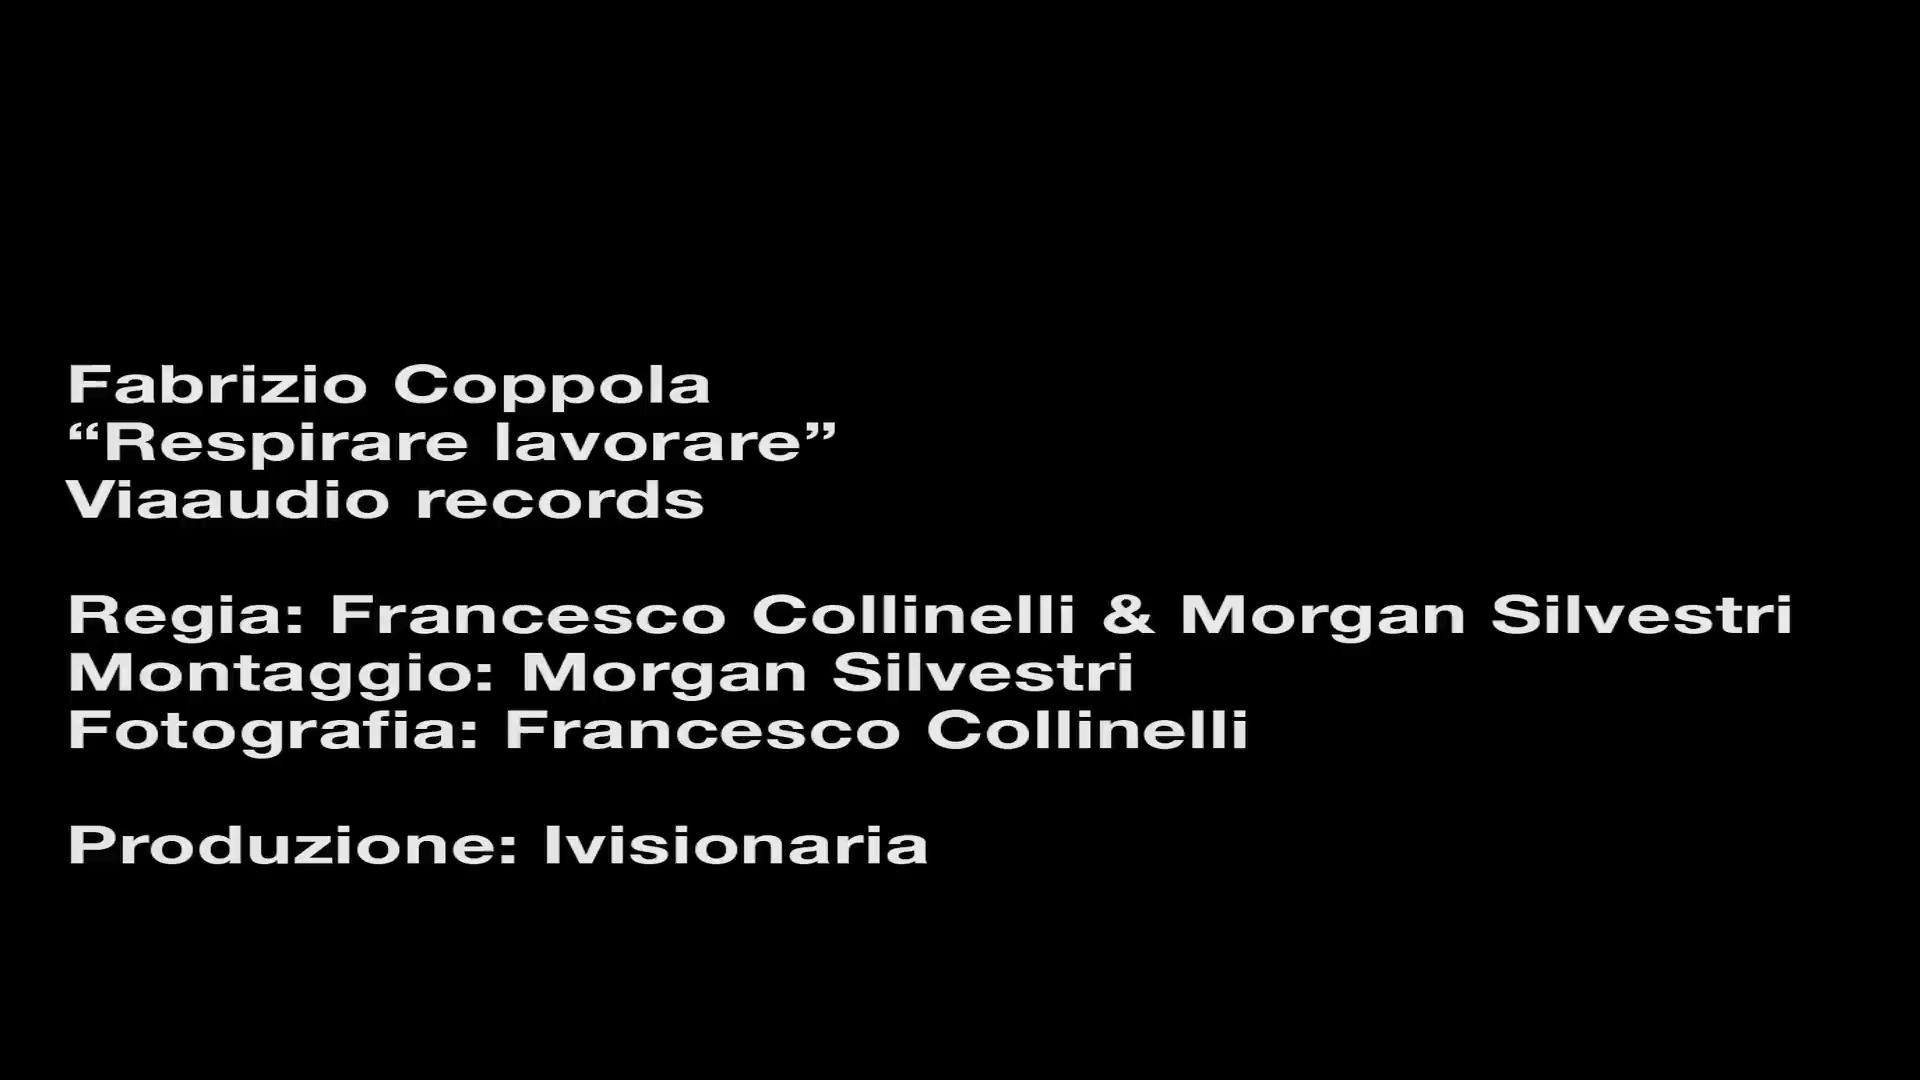 Fabrizio Coppola
“Respirare lavorare”
Viaaudio records
Regia: Francesco Collinelli & Morgan Silvestri
Montaggio: Morgan Silvestri
Fotografia: Francesco Collinelli
Produzione: Ivisionaria